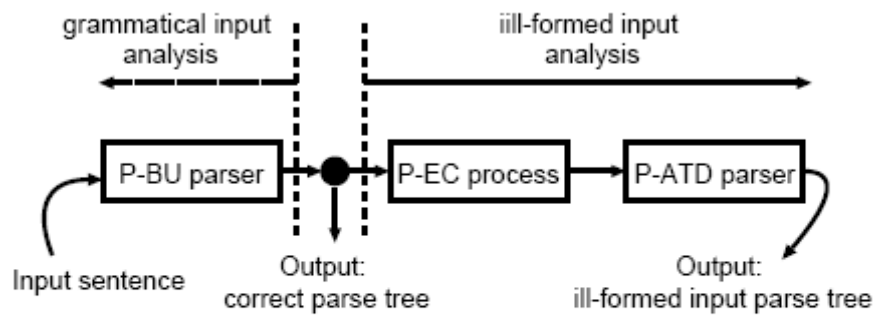 grammatical input
analysis
iill-formed input
analysis
P-BU parser
P-EC process
P-ATD parser
Input sentence
Output:
correct parse tree
Output:
ill-formed input parse tree